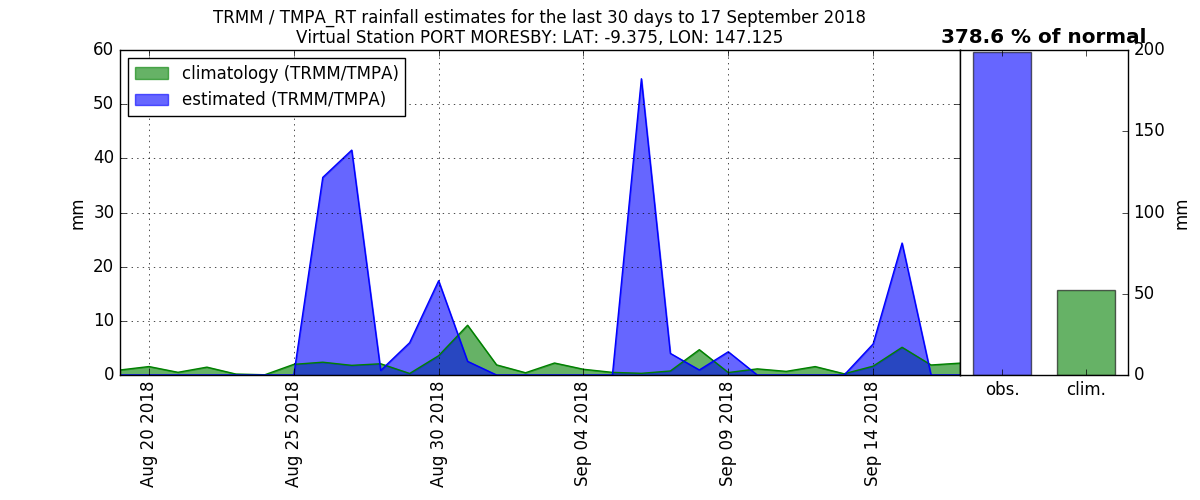 TRMM / TMPA_RT rainfall estimates for the last 30 days to 17 September 2018
Virtual Station PORT MORESBY: LAT: -9.375, LON: 147.125
378.6 % of normal
climatology (TRMM/TMPA)
estimated (TRMM/TMPA)
60
50
40
30
20
10
0
mm
Aug 20 2018
Aug 25 2018
Aug 30 2018
Sep 04 2018
Sep 09 2018
Sep 14 2018
200
150
100
50
0
mm
obs.
clim.